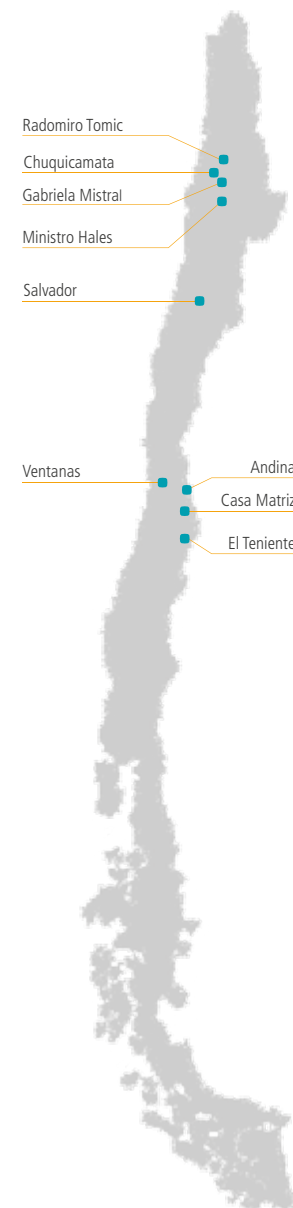 Radomiro Tomic
Chuquicamata
Gabriela Mistral
Ministro Hales
Salvador
Ventanas
Andina
Casa Matriz
El Teniente